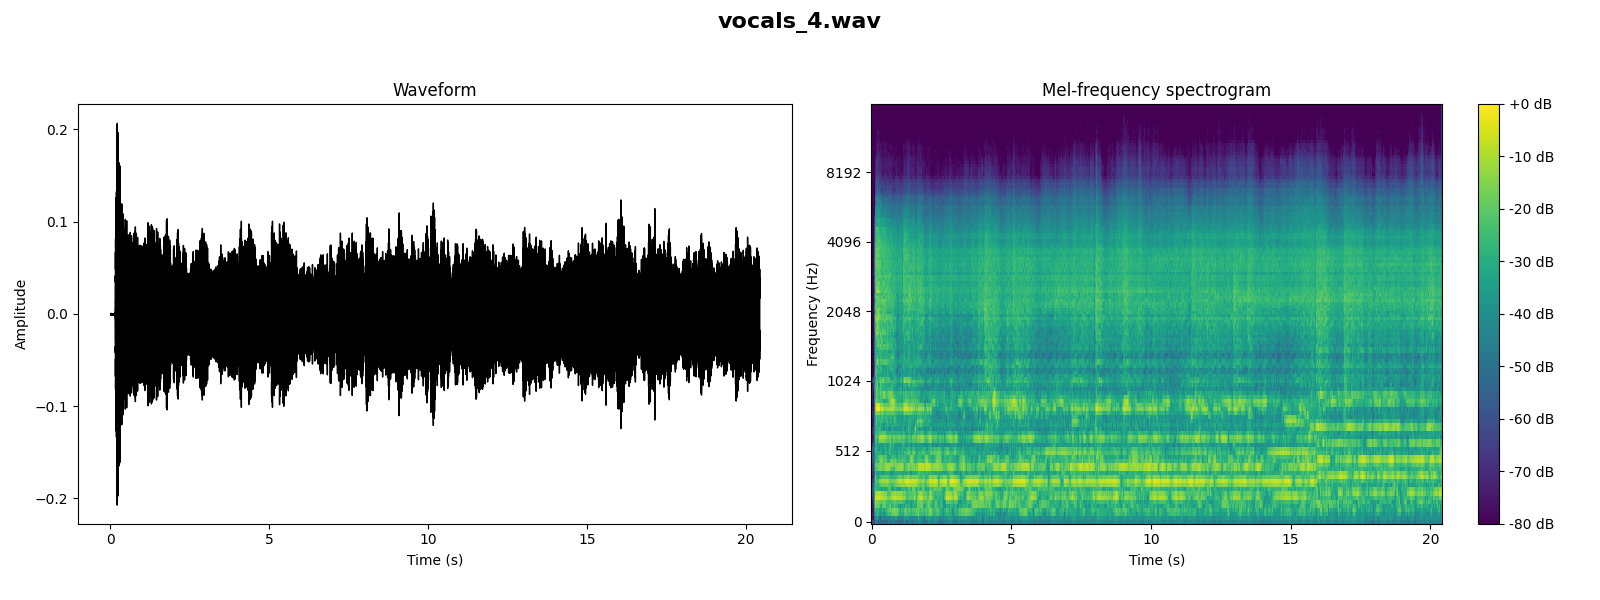 vocals_4.wav
Waveform
Amplitude
0.2
0.1
0.0
−0.1
−0.2
0
5
10
15
20
Time (s)
Mel-frequency spectrogram
Frequency (Hz)
8192
4096
2048
1024
512
0
0
5
10
15
20
Time (s)
+0 dB
-10 dB
-20 dB
-30 dB
-40 dB
-50 dB
-60 dB
-70 dB
-80 dB